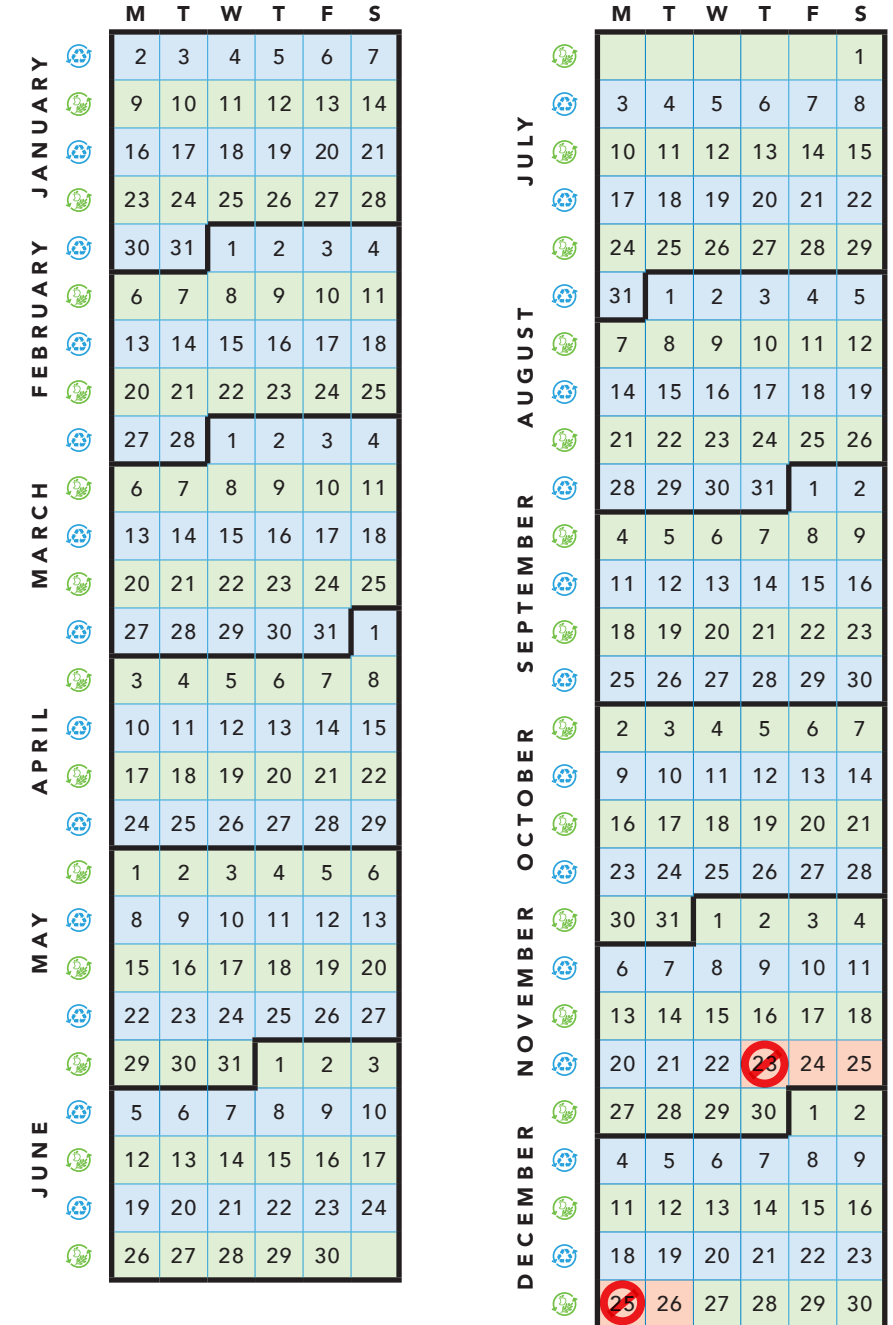 M T W T F S
JANUARY
2 3 4 5 6 7
9 10 11 12 13 14
16 17 18 19 20 21
23 24 25 26 27 28
30 31 1 2 3 4
FEBRUARY
6 7 8 9 10 11
13 14 15 16 17 18
20 21 22 23 24 25
27 28 1 2 3 4
MARCH
6 7 8 9 10 11
13 14 15 16 17 18
20 21 22 23 24 25
27 28 29 30 31 1
APRIL
3 4 5 6 7 8
10 11 12 13 14 15
17 18 19 20 21 22
24 25 26 27 28 29
MAY
1 2 3 4 5 6
8 9 10 11 12 13
15 16 17 18 19 20
22 23 24 25 26 27
29 30 31 1 2 3
JUNE
5 6 7 8 9 10
12 13 14 15 16 17
19 20 21 22 23 24
26 27 28 29 30
M T W T F S
JULY
1
3 4 5 6 7 8
10 11 12 13 14 15
17 18 19 20 21 22
24 25 26 27 28 29
31 1 2 3 4 5
AUGUST
7 8 9 10 11 12
14 15 16 17 18 19
21 22 23 24 25 26
28 29 30 31 1 2
SEPTEMBER
4 5 6 7 8 9
11 12 13 14 15 16
18 19 20 21 22 23
25 26 27 28 29 30
OCTOBER
2 3 4 5 6 7
9 10 11 12 13 14
16 17 18 19 20 21
23 24 25 26 27 28
30 31 1 2 3 4
NOVEMBER
6 7 8 9 10 11
13 14 15 16 17 18
20 21 22 23 24 25
27 28 29 30 1 2
DECEMBER
4 5 6 7 8 9
11 12 13 14 15 16
18 19 20 21 22 23
25 26 27 28 29 30